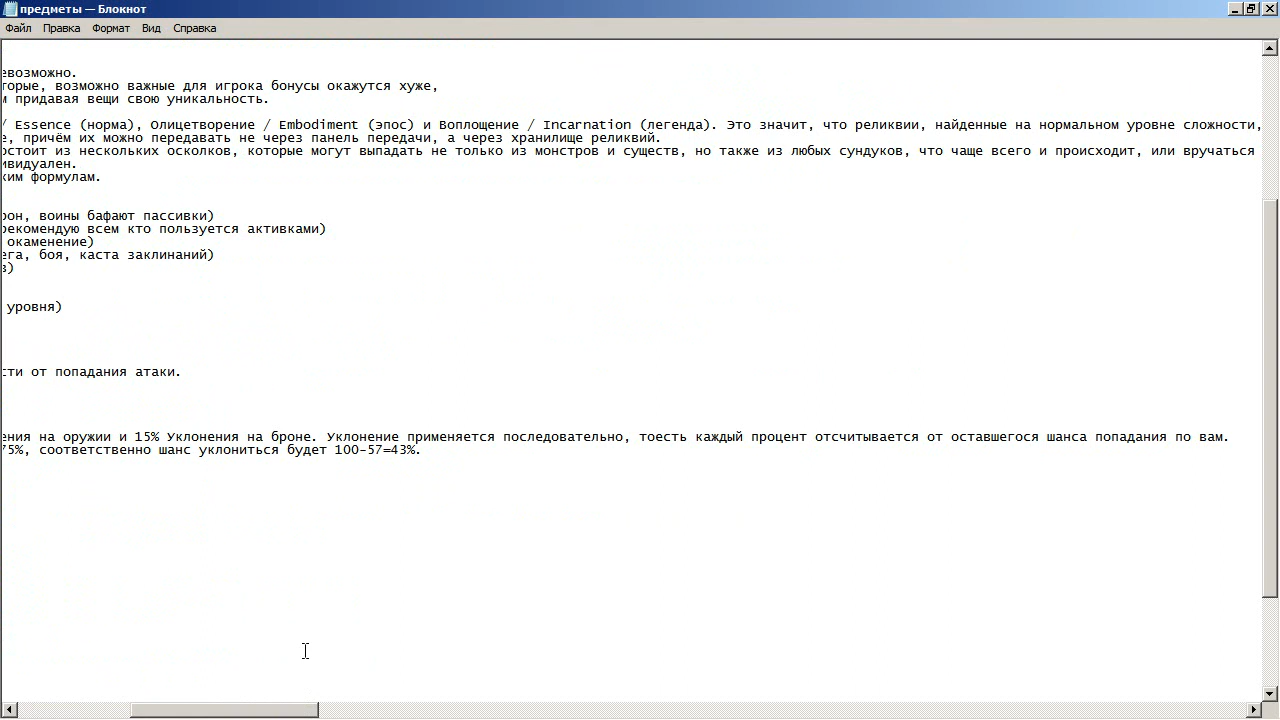 предметы — Блокнот
Файл Правка Формат Вид Справка
евозможно.
торые, возможно важные для игрока бонусы окажутся хуже,
м придавая вещи свою уникальность.
/ Essence (норма), Олицетворение / Embodiment (эпос) и Воплощение / Incarnation (легенда). Это значит, что реликвии, найденные на нормальном уровне сложности,
е, причём их можно передавать не через панель передачи, а через хранилище реликвий.
остоит из нескольких осколков, которые могут выпадать не только из монстров и существ, но также из любых сундуков, что чаще всего и происходит, или вручаться
ивидуален.
ким формулам.
рон, воины бафают пассивки)
рекомендую всем кто пользуется активками)
окаменение)
ега, боя, каста заклинаний)
в)
уровня)
сти от попадания атаки.
ения на оружии и 15% Уклонения на броне. Уклонение применяется последовательно, тоесть каждый процент отсчитывается от оставшегося шанса попадания по вам.
75%, соответственно шанс уклониться будет 100-57=43%.